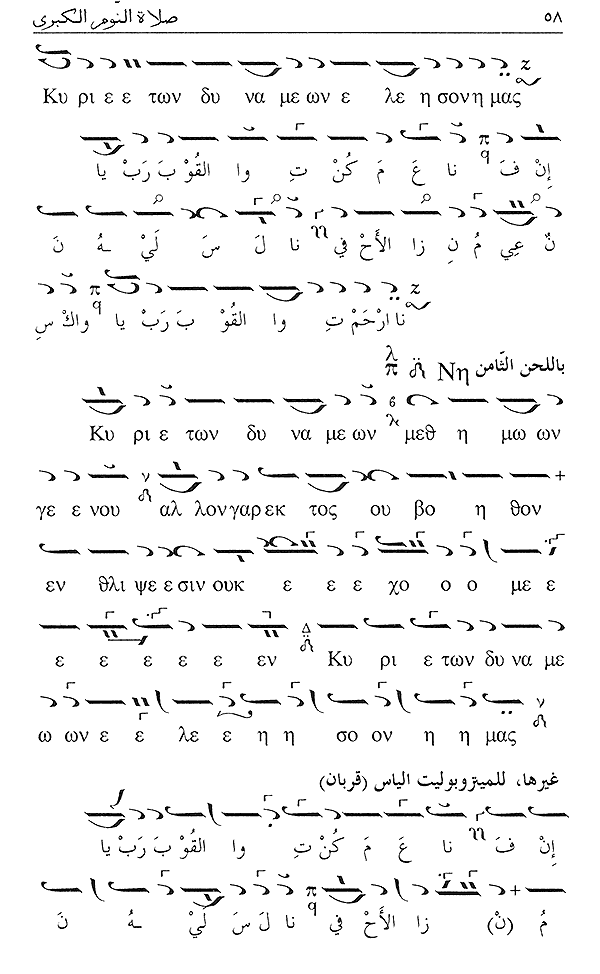 ٥٨ صلاة النّوم الكبرى
Κυ ρι ε ε των δυ να με ων ε λε η σον η μας
يا رَبْ بَ القُوْ وا تِ كُنْ مَ عَ نا فَ إِنْ
نَ هُـ لَيْ سَ لَ نا في الأَحْ زا نِ مُ عِي نٌ
سِ واكْ يا رَبْ بَ القُوْ وا تِ ارْحَمْ نا
باللحن الثّامن Νη
Κυ ρι ε των δυ να με ων μεθ η μω ων
γε ε νου αλ λον γαρ εκ τος ου βο η θον
εν θλι ψε ε σιν ουκ ε ε ε χο ο ο με ε
ε ε ε ε ε εν Κυ ρι ε των δυ να με
ω ων ε ε λε ε η η σο ον η η μας
غيرها، للميتروبوليت الياس (قربان)
يا رَبْ بَ القُوْ وا تِ كُنْ مَ عَ نا فَ إِنْ
نَ هُـ لَيْ سَ لَ نا في الأَحْ زا (نْ) مُ